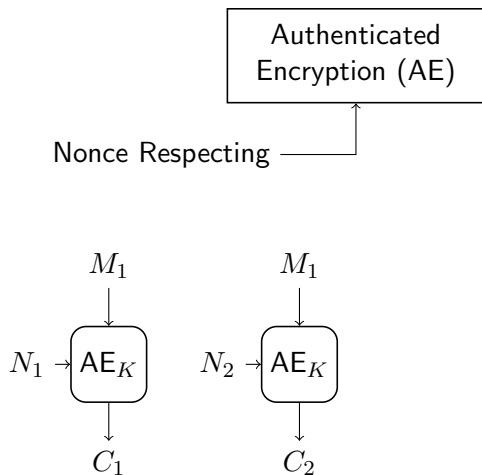 Authenticated
Encryption (AE)
Nonce Respecting
M₁ M₁
N₁ AE_K N₂ AE_K
C₁ C₂